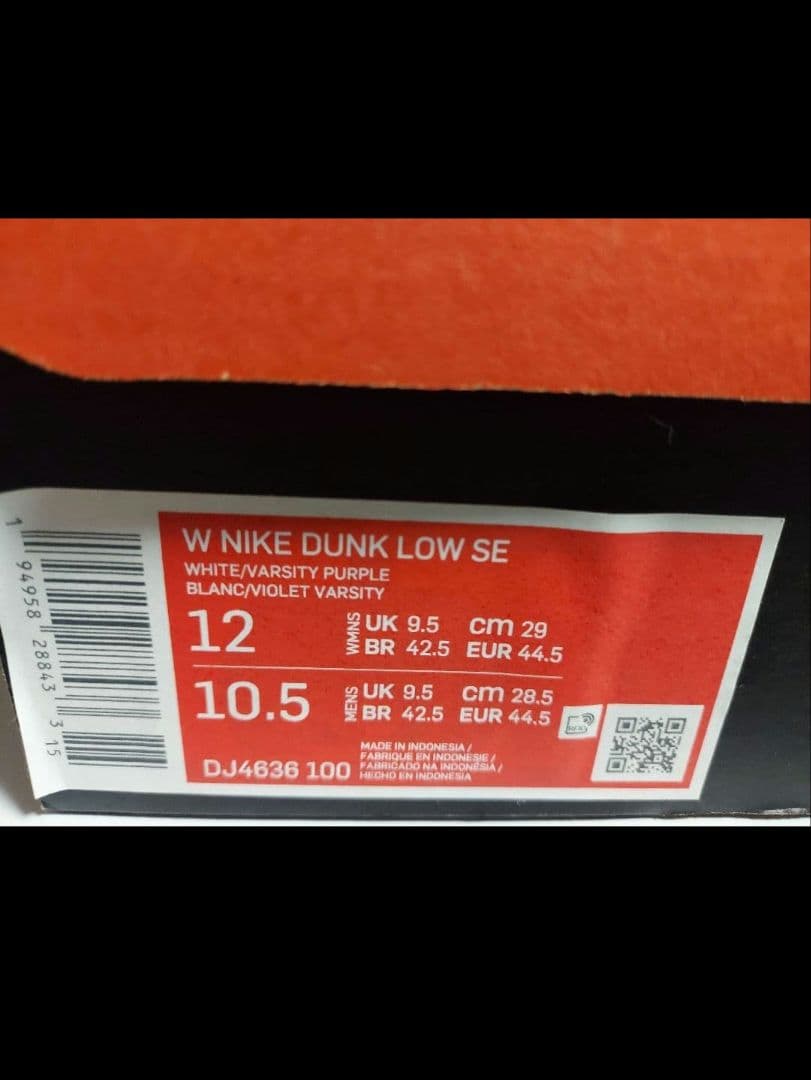 W NIKE DUNK LOW SE
WHITE/VARSITY PURPLE
BLANC/VIOLET VARSITY
12 WMNS UK 9.5 cm 29
BR 42.5 EUR 44.5
10.5 MENS UK 9.5 cm 28.5
BR 42.5 EUR 44.5
RFID
DJ4636 100
MADE IN INDONESIA /
FABRIQUE EN INDONESIE /
FABRICADO NA INDONÉSIA /
HECHO EN INDONESIA
1 94958 28843 3 15